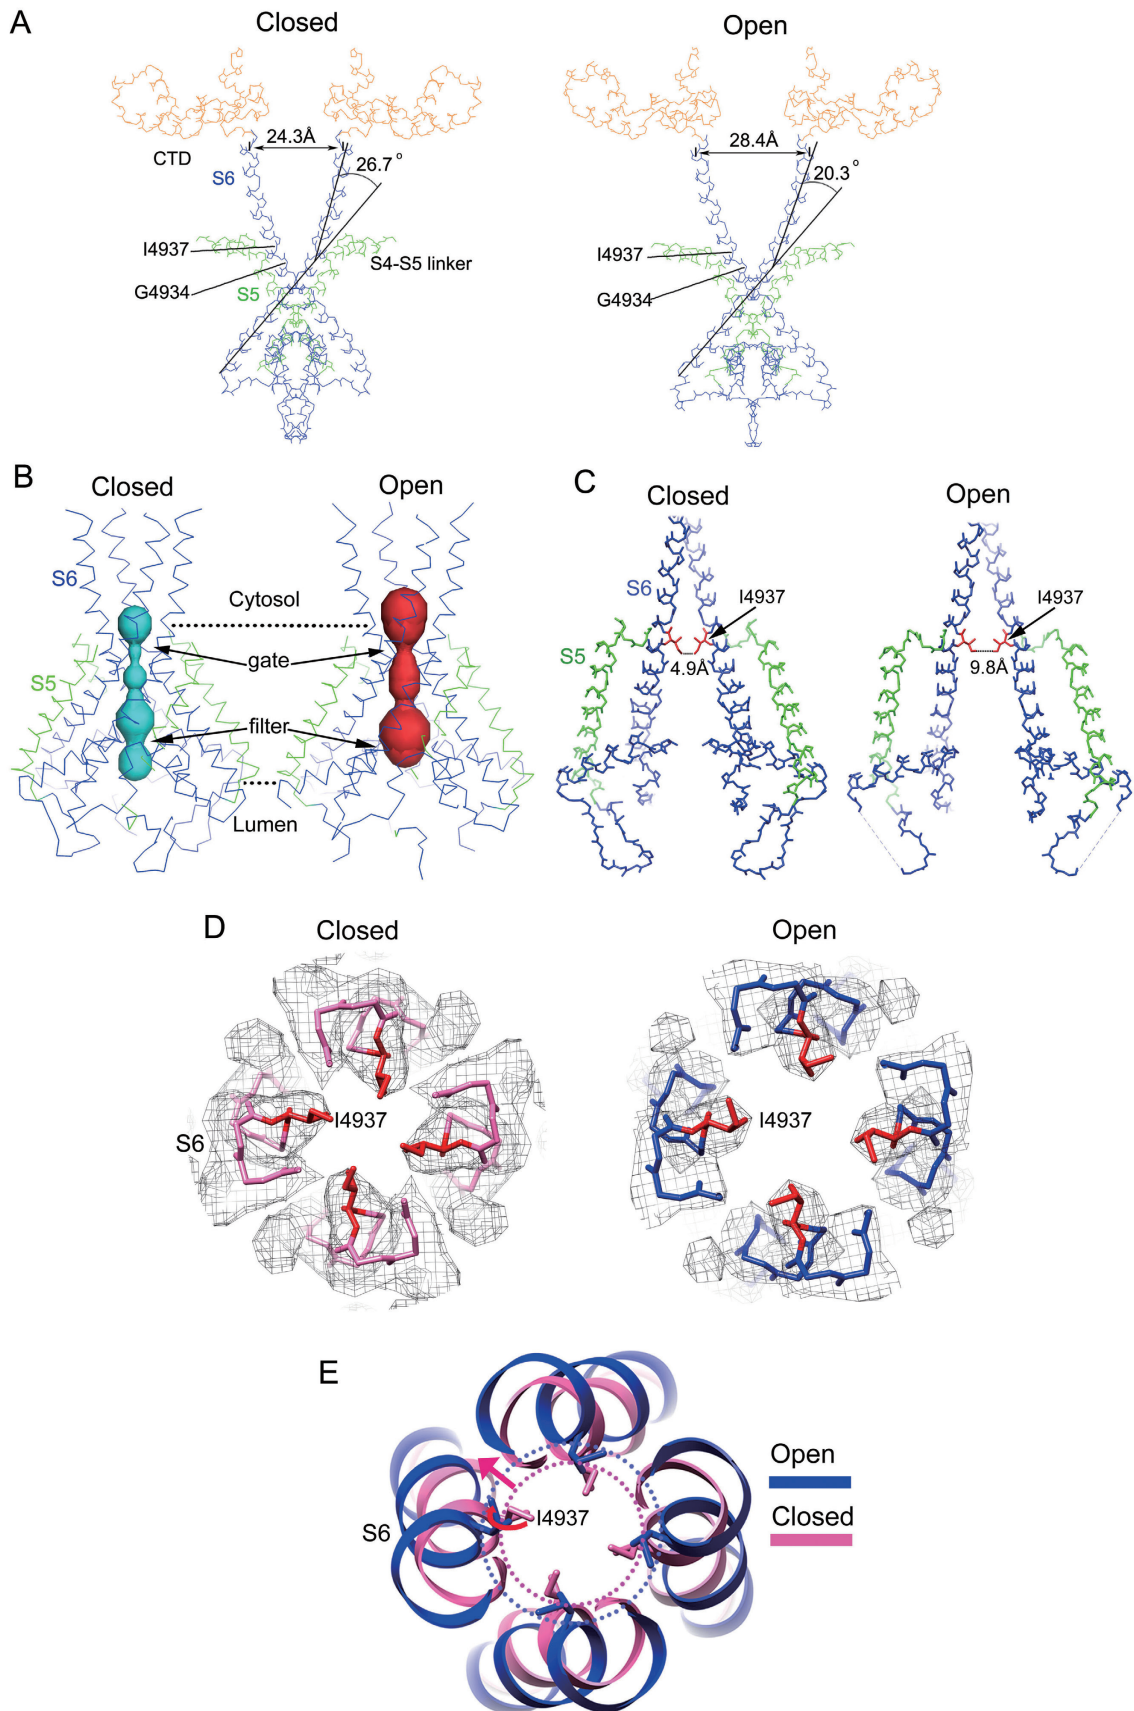 A
Closed
Open
24.3Å
28.4Å
CTD
26.7 °
20.3 °
S6
I4937
I4937
S4-S5 linker
G4934
S5
G4934
B
Closed
Open
C
Closed
Open
S6
S6
Cytosol
I4937
I4937
gate
S5
4.9Å
9.8Å
S5
filter
Lumen
D
Closed
Open
I4937
I4937
S6
E
Open
Closed
I4937
S6